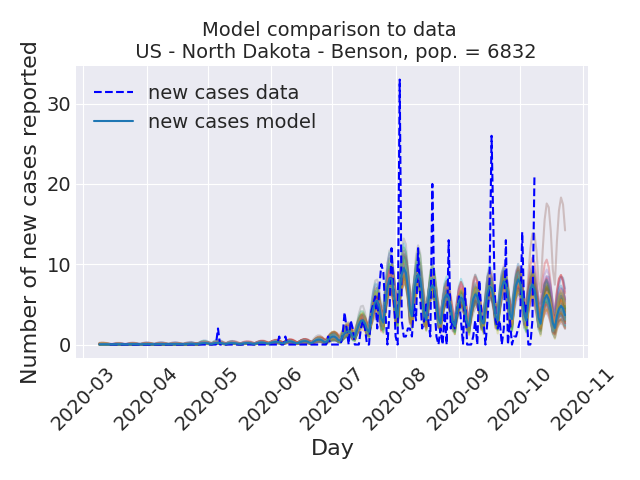 Model comparison to data
US - North Dakota - Benson, pop. = 6832
Number of new cases reported
30
20
10
0
new cases data
new cases model
2020-03
2020-04
2020-05
2020-06
2020-07
2020-08
2020-09
2020-10
2020-11
Day